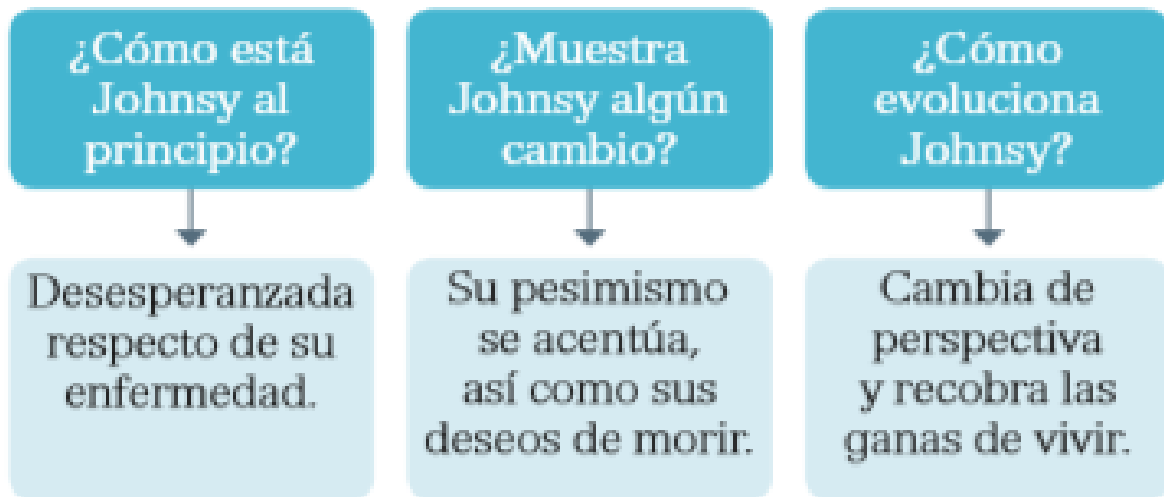 ¿Cómo está
Johnsy al
principio?
Desesperanzada
respecto de su
enfermedad.
¿Muestra
Johnsy algún
cambio?
Su pesimismo
se acentúa,
así como sus
deseos de morir.
¿Cómo
evoluciona
Johnsy?
Cambia de
perspectiva
y recobra las
ganas de vivir.